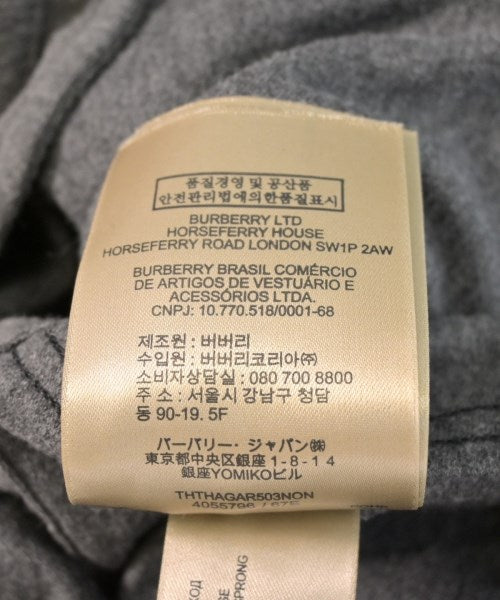 품질경영 및 공산품
안전관리법에의한품질표시
BURBERRY LTD
HORSEFERRY HOUSE
HORSEFERRY ROAD LONDON SW1P 2AW
BURBERRY BRASIL COMÉRCIO
DE ARTIGOS DE VESTUÁRIO E
ACESSÓRIOS LTDA.
CNPJ: 10.770.518/0001-68
제조원 : 버버리
수입원 : 버버리코리아㈜
소비자상담실 : 080 700 8800
주 소 : 서울시 강남구 청담
동 90-19. 5F
バーバリー・ジャパン㈱
東京都中央区銀座1-8-14
銀座YOMIKOビル
THTHAGAR503NON
4055796 /
SPRONG